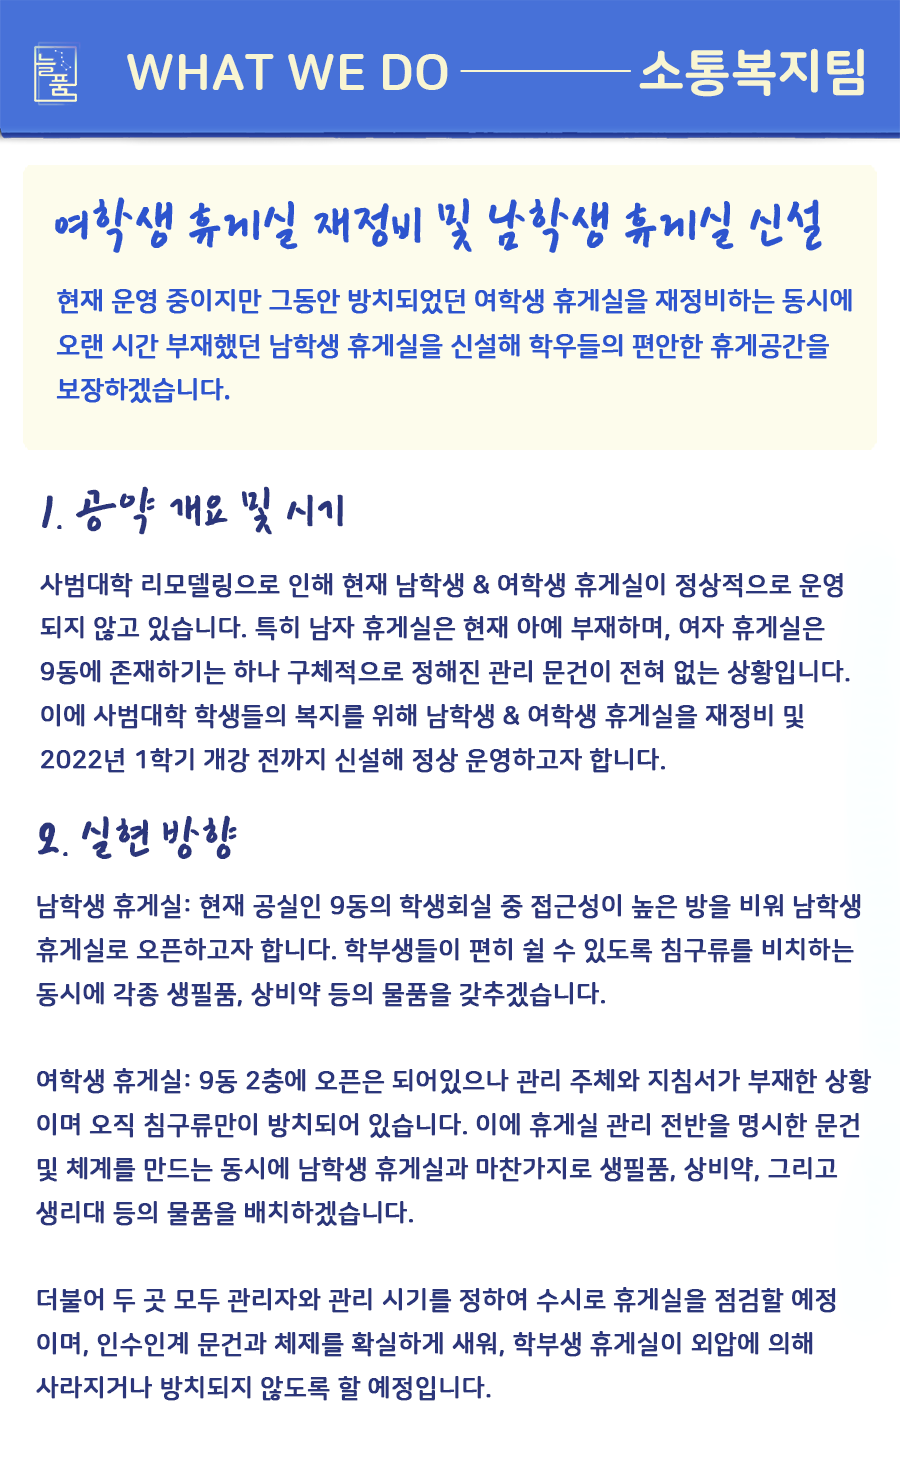 늘품
WHAT WE DO 소통복지팀
여학생 휴게실 재정비 및 남학생 휴게실 신설
현재 운영 중이지만 그동안 방치되었던 여학생 휴게실을 재정비하는 동시에
오랜 시간 부재했던 남학생 휴게실을 신설해 학우들의 편안한 휴게공간을
보장하겠습니다.
1. 공약 개요 및 시기
사범대학 리모델링으로 인해 현재 남학생 & 여학생 휴게실이 정상적으로 운영
되지 않고 있습니다. 특히 남자 휴게실은 현재 아예 부재하며, 여자 휴게실은
9동에 존재하기는 하나 구체적으로 정해진 관리 문건이 전혀 없는 상황입니다.
이에 사범대학 학생들의 복지를 위해 남학생 & 여학생 휴게실을 재정비 및
2022년 1학기 개강 전까지 신설해 정상 운영하고자 합니다.
2. 실현 방향
남학생 휴게실: 현재 공실인 9동의 학생회실 중 접근성이 높은 방을 비워 남학생
휴게실로 오픈하고자 합니다. 학부생들이 편히 쉴 수 있도록 침구류를 비치하는
동시에 각종 생필품, 상비약 등의 물품을 갖추겠습니다.
여학생 휴게실: 9동 2층에 오픈은 되어있으나 관리 주체와 지침서가 부재한 상황
이며 오직 침구류만이 방치되어 있습니다. 이에 휴게실 관리 전반을 명시한 문건
및 체계를 만드는 동시에 남학생 휴게실과 마찬가지로 생필품, 상비약, 그리고
생리대 등의 물품을 배치하겠습니다.
더불어 두 곳 모두 관리자와 관리 시기를 정하여 수시로 휴게실을 점검할 예정
이며, 인수인계 문건과 체제를 확실하게 새워, 학부생 휴게실이 외압에 의해
사라지거나 방치되지 않도록 할 예정입니다.